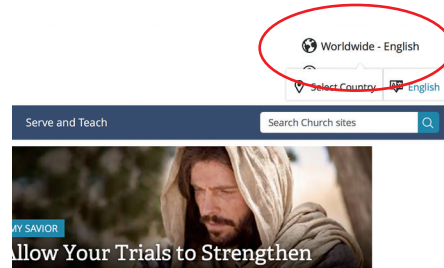 Worldwide - English
Select Country English
Serve and Teach
Search Church sites
MY SAVIOR
Allow Your Trials to Strengthen